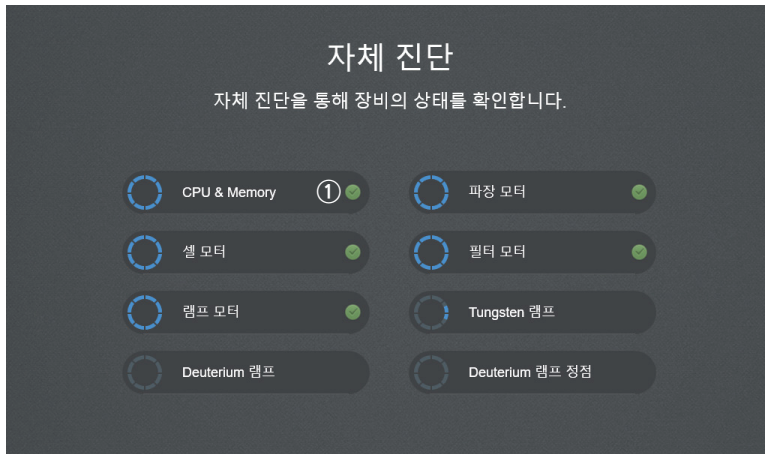 자체 진단
자체 진단을 통해 장비의 상태를 확인합니다.
CPU & Memory ①
파장 모터
셀 모터
필터 모터
램프 모터
Tungsten 램프
Deuterium 램프
Deuterium 램프 정점